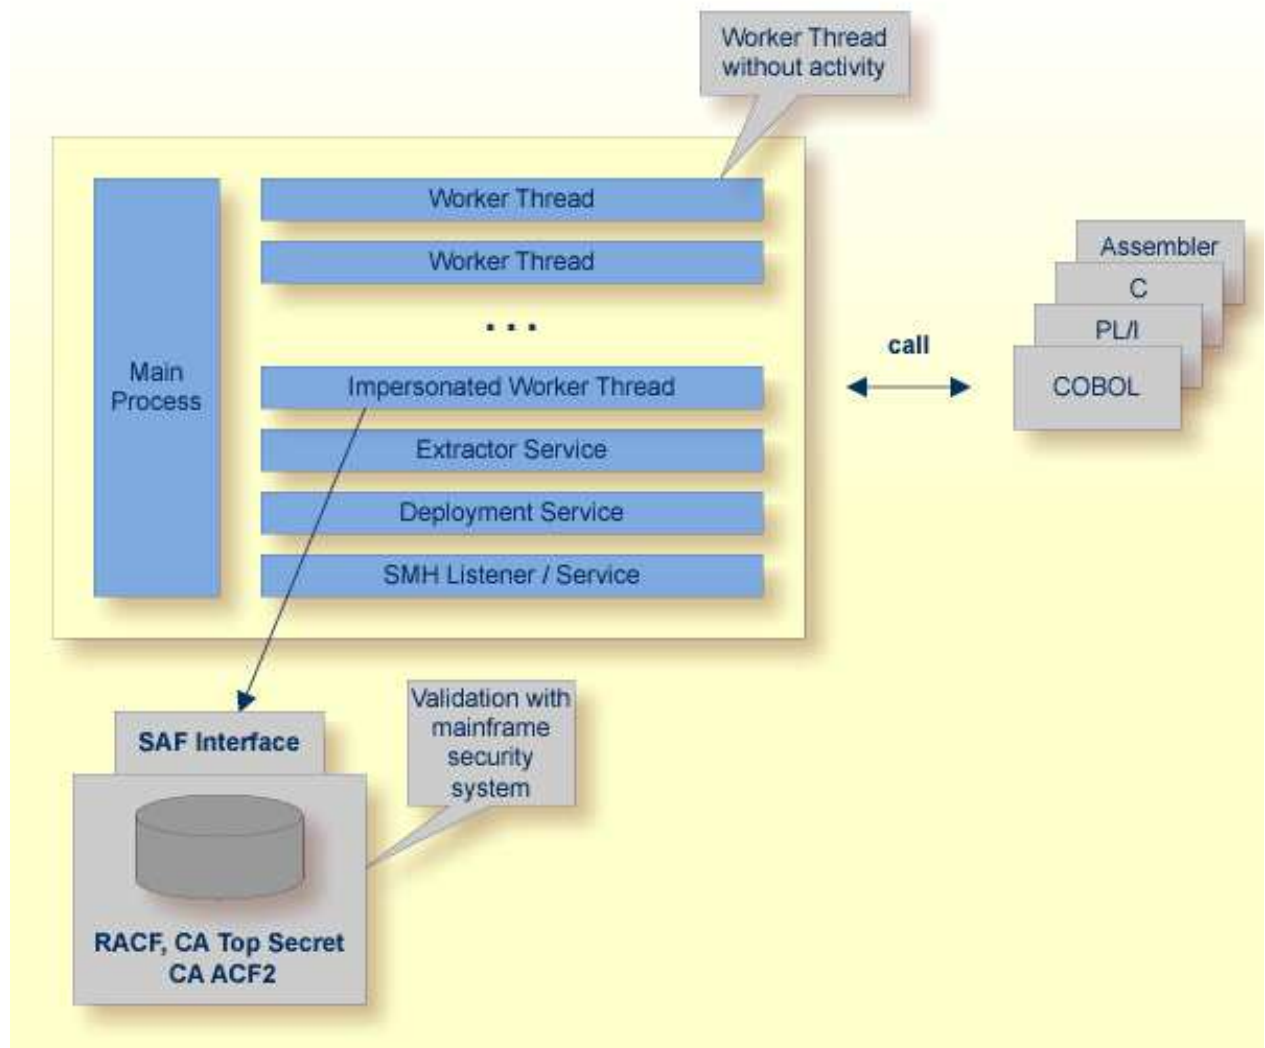 Worker Thread
without activity
Main
Process
Worker Thread
Worker Thread
...
Impersonated Worker Thread
Extractor Service
Deployment Service
SMH Listener / Service
call
Assembler
C
PL/I
COBOL
SAF Interface
Validation with
mainframe
security
system
RACF, CA Top Secret
CA ACF2